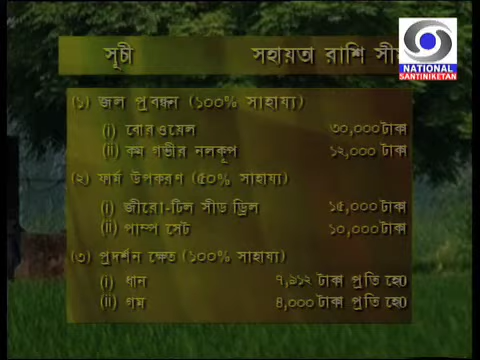 সূচী সহায়তা রাশি
NATIONAL
SANTINIKETAN
(১) জল প্রবন্ধন (১০০% সাহায্য)
(i) বোরওয়েল ৩০,০০০ টাকা
(ii) কম গভীর নলকূপ ১২,০০০ টাকা
(২) ফার্ম উপকরণ (৫০% সাহায্য)
(i) জীরো-টিল সীড ড্রিল ১৫,০০০ টাকা
(ii) পাম্প সেট ১০,০০০ টাকা
(৩) প্রদর্শন ক্ষেত (১০০% সাহায্য)
(i) ধান ৭,৯১২ টাকা প্রতি হেঃ
(ii) গম ৪,০০০ টাকা প্রতি হেঃ